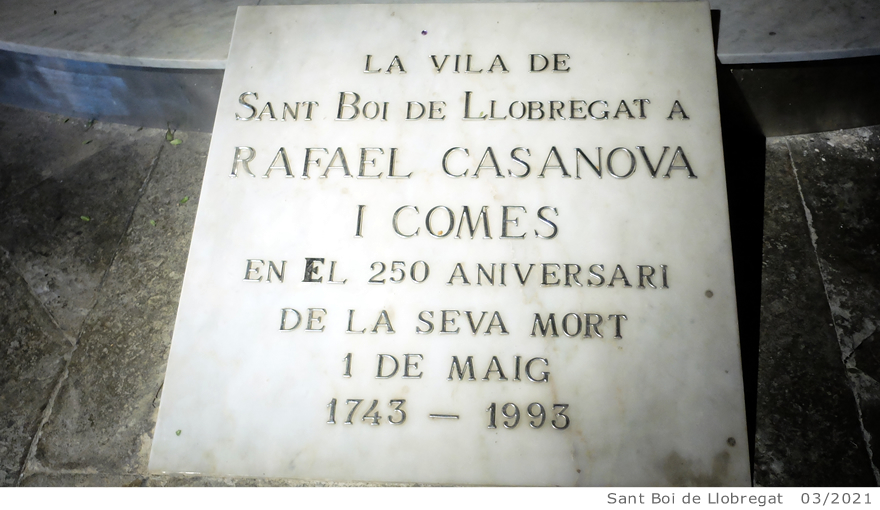 LA VILA DE
SANT BOI DE LLOBREGAT A
RAFAEL CASANOVA
I COMES
EN EL 250 ANIVERSARI
DE LA SEVA MORT
1 DE MAIG
1743 — 1993
Sant Boi de Llobregat 03/2021